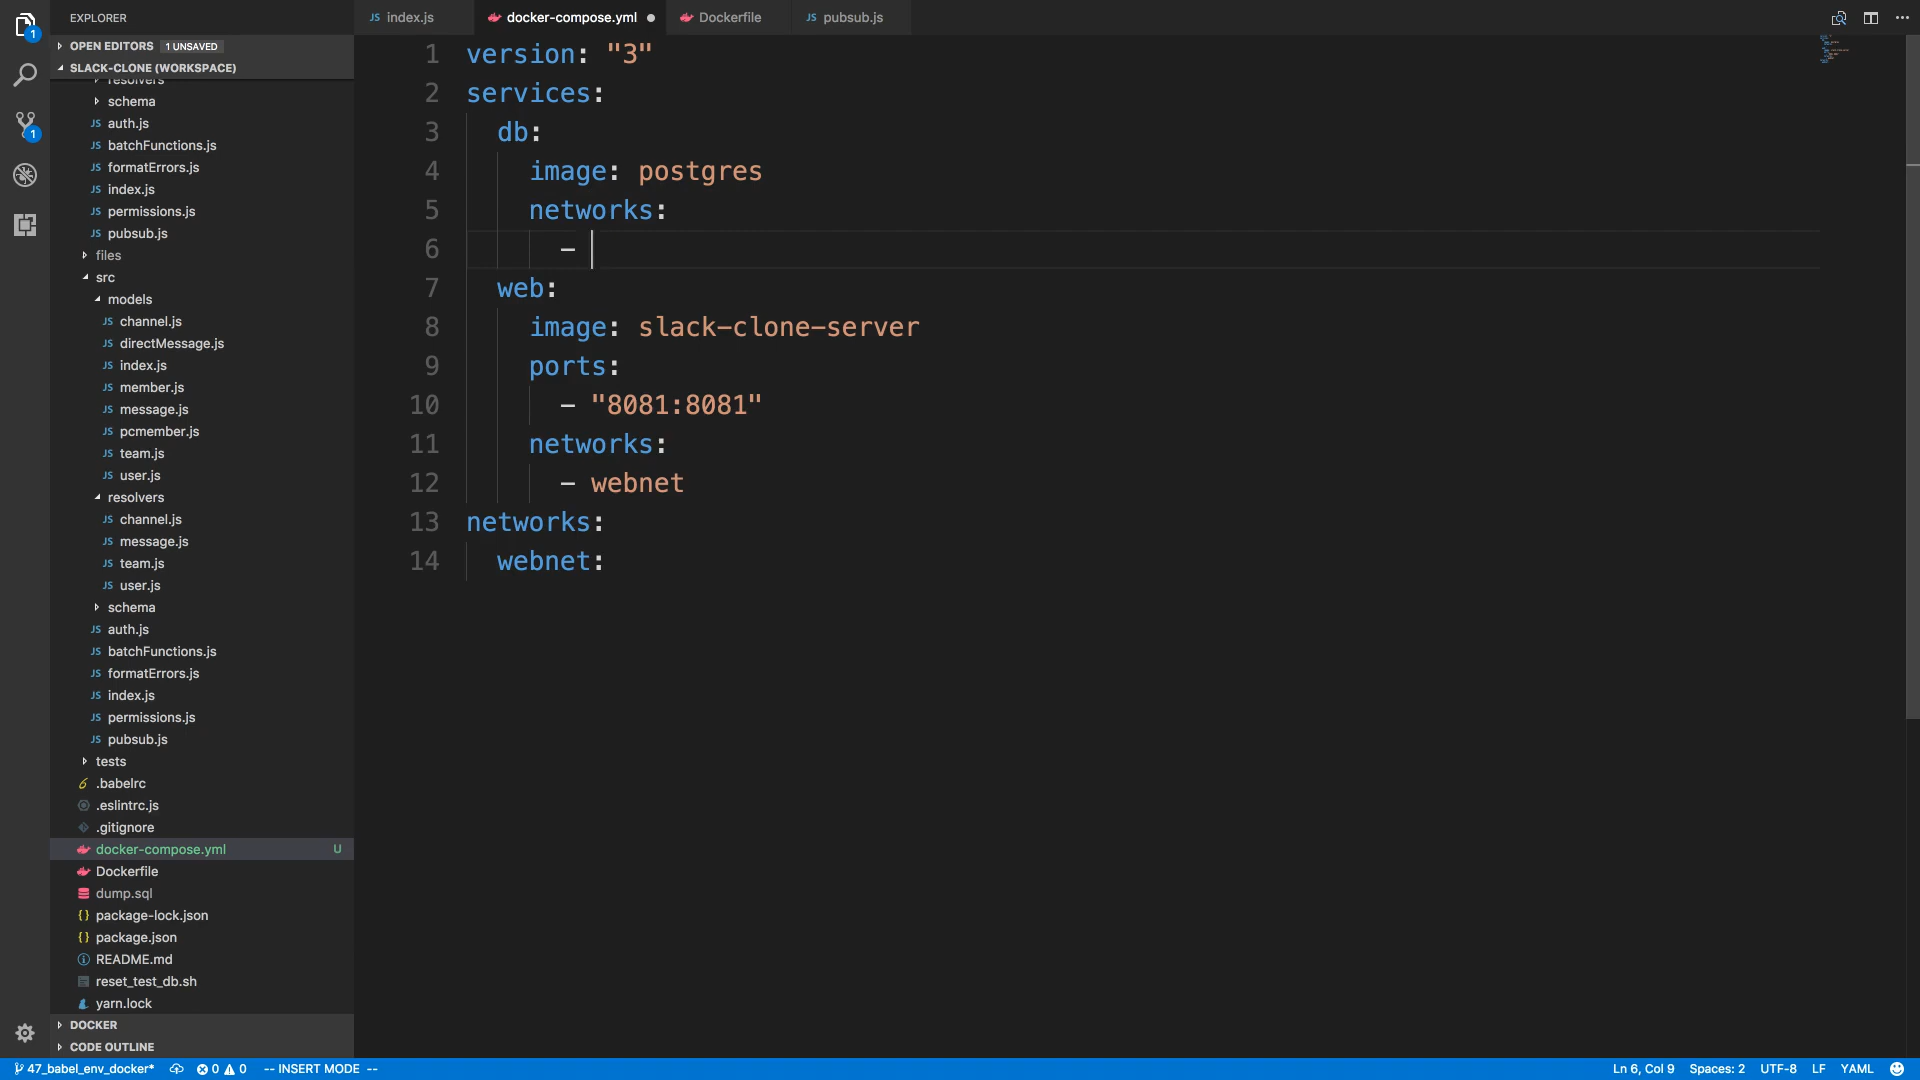 EXPLORER
index.js
docker-compose.yml
Dockerfile
pubsub.js
OPEN EDITORS 1 UNSAVED
SLACK-CLONE (WORKSPACE)
resolvers
schema
auth.js
batchFunctions.js
formatErrors.js
index.js
permissions.js
pubsub.js
files
src
models
channel.js
directMessage.js
index.js
member.js
message.js
pcmember.js
team.js
user.js
resolvers
channel.js
message.js
team.js
user.js
schema
auth.js
batchFunctions.js
formatErrors.js
index.js
permissions.js
pubsub.js
tests
.babelrc
.eslintrc.js
.gitignore
docker-compose.yml U
Dockerfile
dump.sql
package-lock.json
package.json
README.md
reset_test_db.sh
yarn.lock
DOCKER
CODE OUTLINE
1 version: "3"
2 services:
3 db:
4 image: postgres
5 networks:
6 -
7 web:
8 image: slack-clone-server
9 ports:
10 - "8081:8081"
11 networks:
12 - webnet
13 networks:
14 webnet:
47_babel_env_docker* 0 0 -- INSERT MODE -- Ln 6, Col 9 Spaces: 2 UTF-8 LF YAML